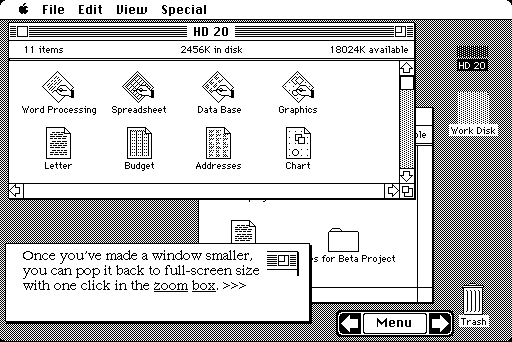 File Edit View Special
HD 20
11 items 2456K in disk 18024K available
Word Processing Spreadsheet Data Base Graphics
Letter Budget Addresses Chart
HD 20
Work Disk
ble
es for Beta Project
Once you've made a window smaller,
you can pop it back to full-screen size
with one click in the zoom box. >>>
Menu
Trash